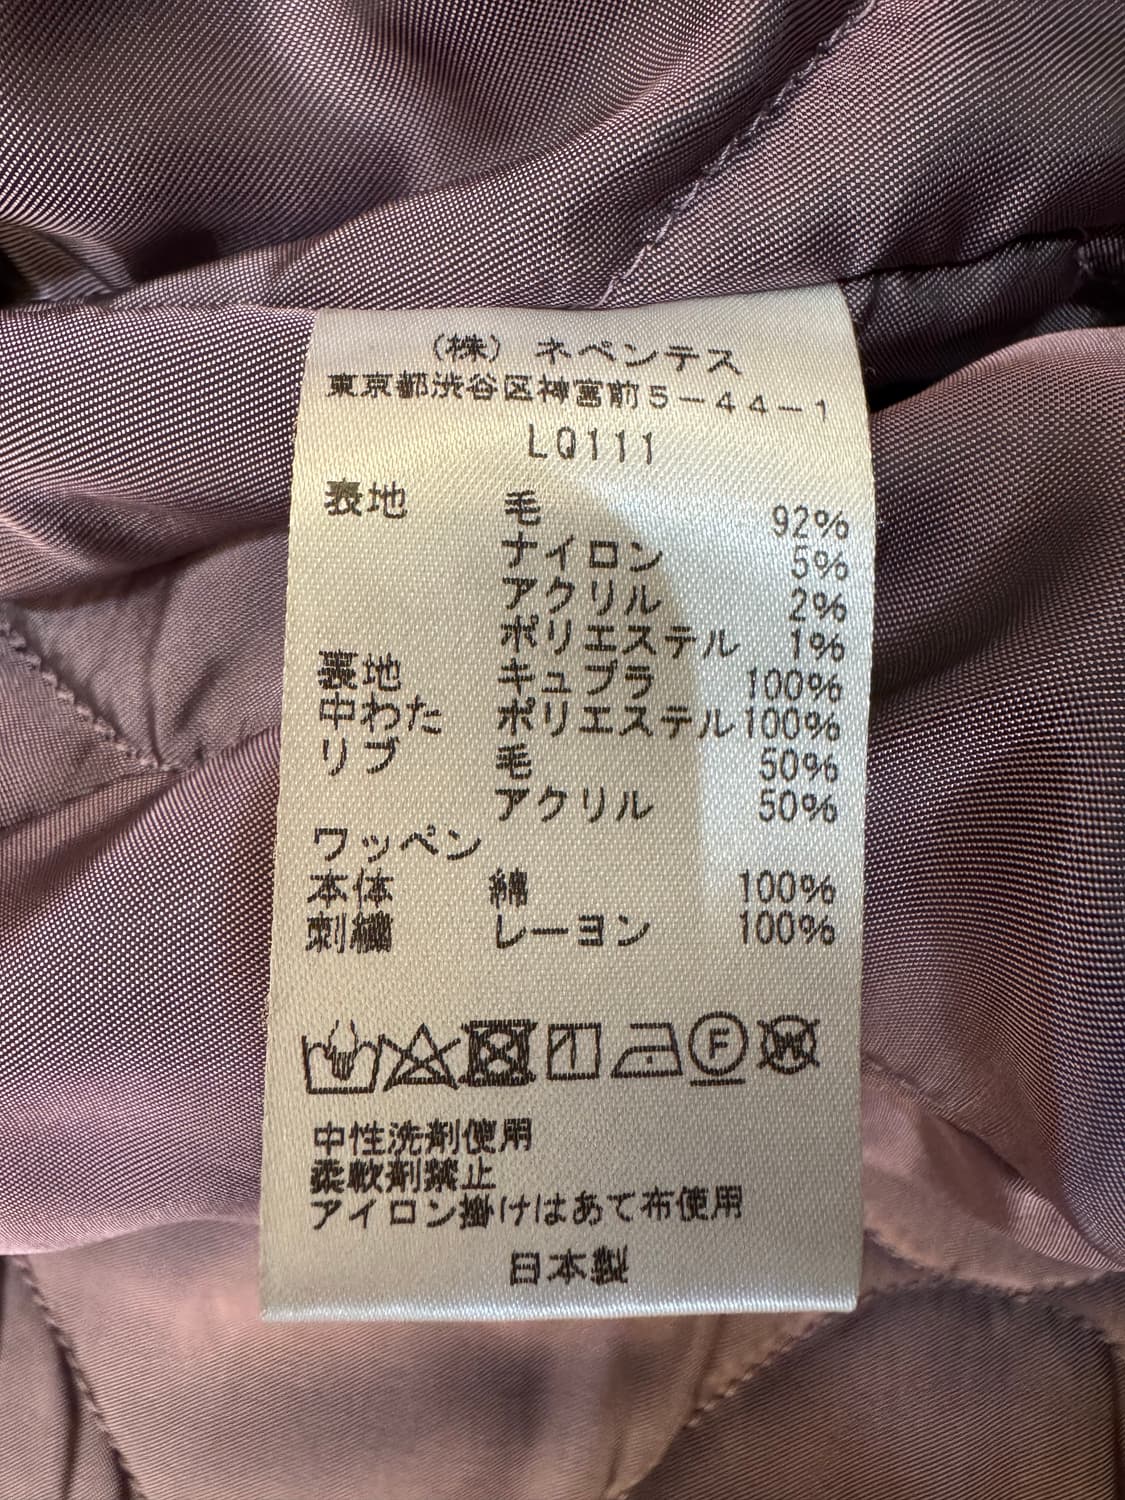 (株) ネペンテス
東京都渋谷区神宮前5-44-1
LQ111
表地 毛 92%
ナイロン 5%
アクリル 2%
ポリエステル 1%
裏地 キュプラ 100%
中わた ポリエステル 100%
リブ 毛 50%
アクリル 50%
ワッペン
本体 綿 100%
刺繍 レーヨン 100%
F W
中性洗剤使用
柔軟剤禁止
アイロン掛けはあて布使用
日本製